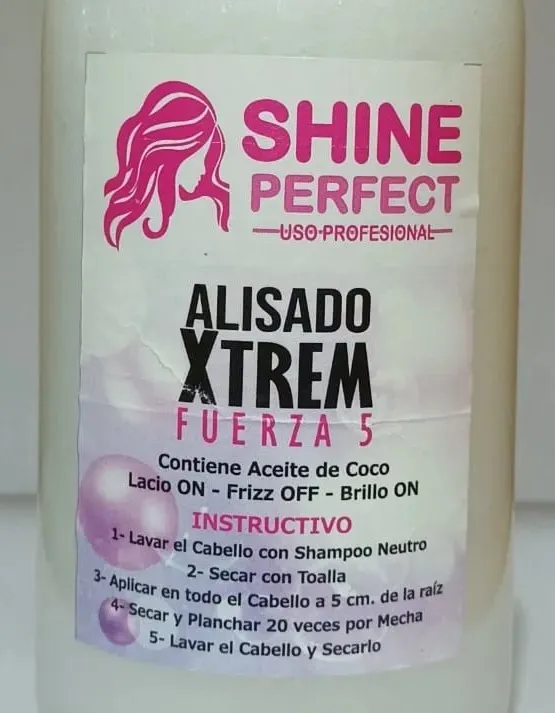 SHINE
PERFECT
USO PROFESIONAL
ALISADO
XTREM
FUERZA 5
Contiene Aceite de Coco
Lacio ON - Frizz OFF - Brillo ON
INSTRUCTIVO
1- Lavar el Cabello con Shampoo Neutro
2- Secar con Toalla
3- Aplicar en todo el Cabello a 5 cm. de la raíz
4- Secar y Planchar 20 veces por Mecha
5- Lavar el Cabello y Secarlo